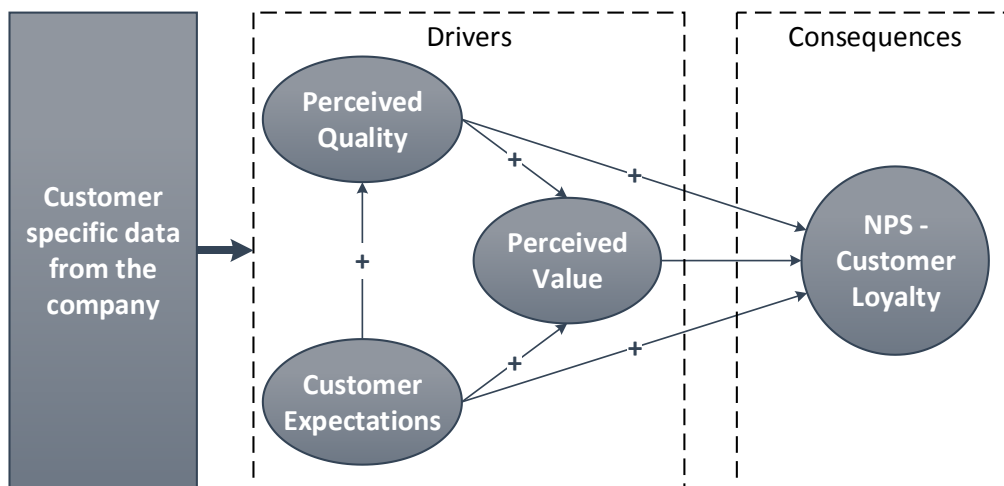 Drivers
Consequences
Perceived
Quality
+
+
Customer
specific data
from the
company
Perceived
Value
NPS -
Customer
Loyalty
+
+
+
Customer
Expectations